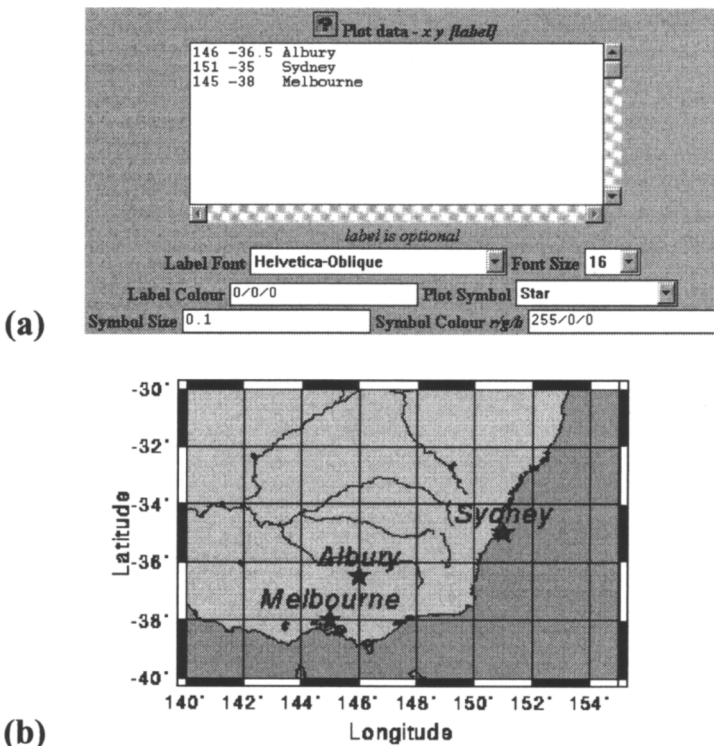 ? Plot data - x y [label]
146 -36.5 Albury
151 -35 Sydney
145 -38 Melbourne
label is optional
Label Font Helvetica-Oblique Font Size 16
Label Colour 0/0/0 Plot Symbol Star
(a)
Symbol Size 0.1 Symbol Colour r/g/b 255/0/0
-30°
-32°
-34°
Sydney
Latitude
-36°
Albury
Melbourne
-38°
-40°
140° 142° 144° 146° 148° 150° 152° 154°
Longitude
(b)